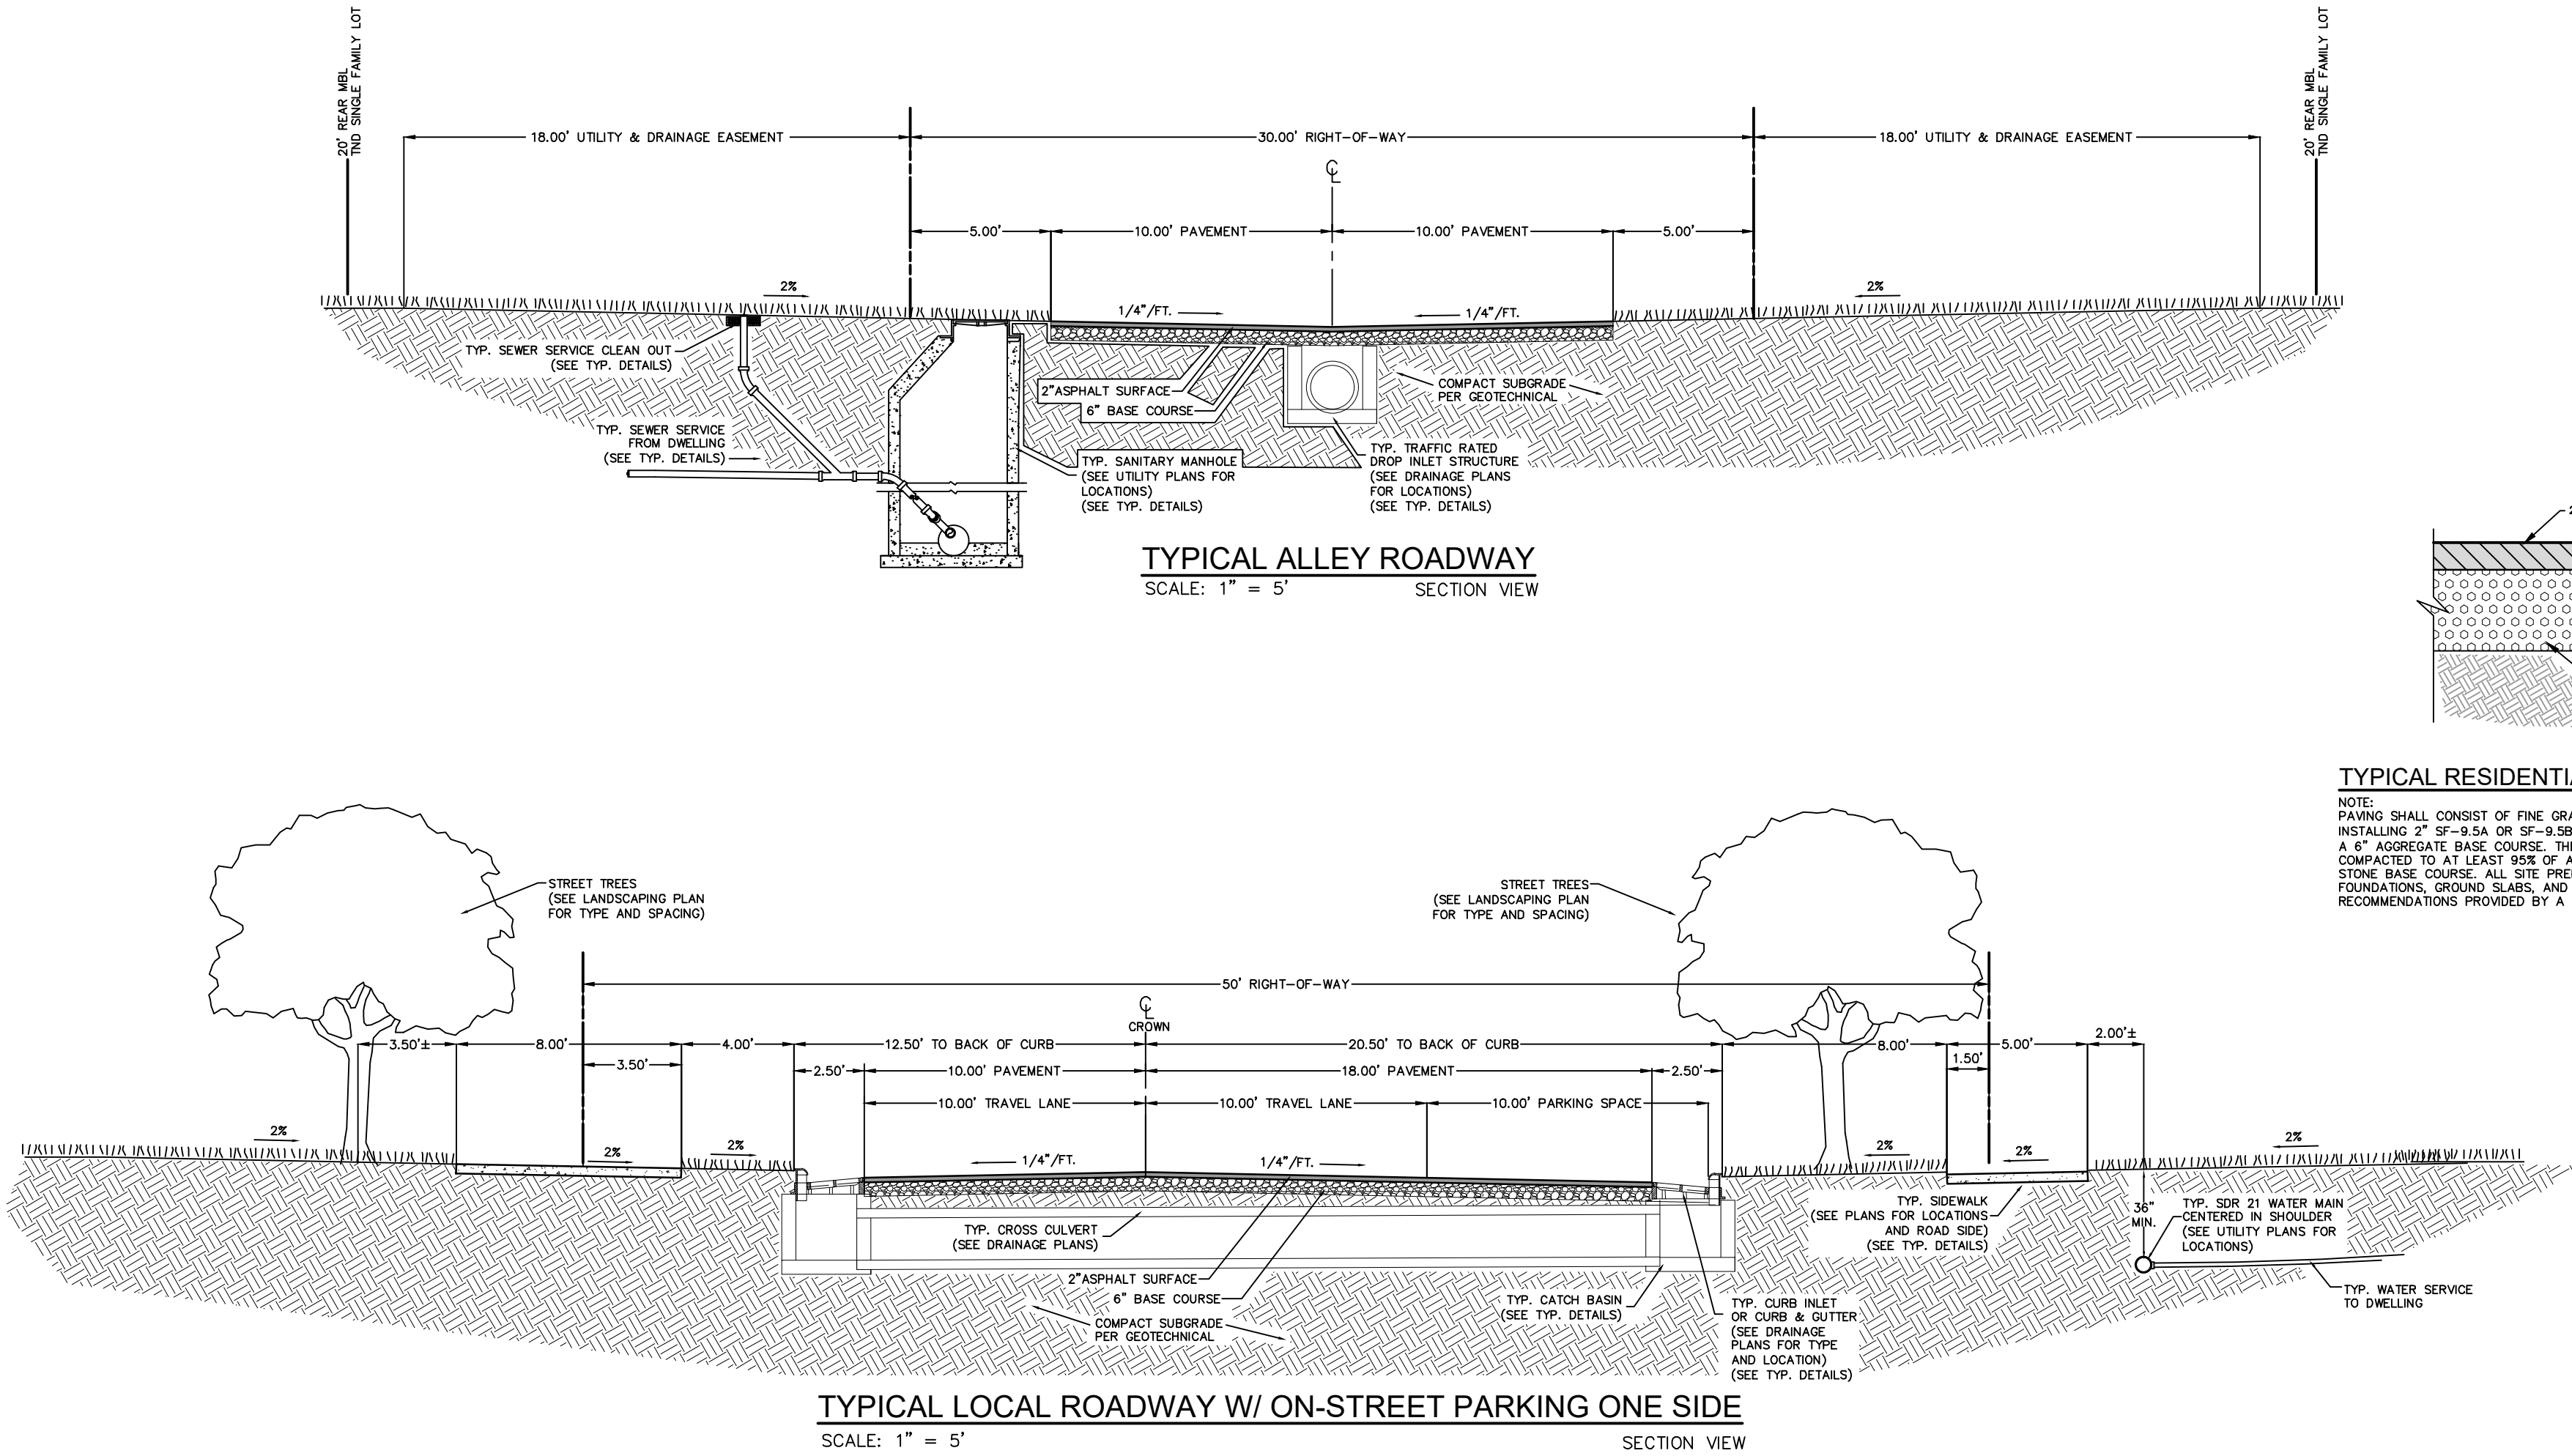 20' REAR MBL
TND SINGLE FAMILY LOT
20' REAR MBL
TND SINGLE FAMILY LOT
18.00' UTILITY & DRAINAGE EASEMENT
30.00' RIGHT-OF-WAY
18.00' UTILITY & DRAINAGE EASEMENT
CL
5.00'
10.00' PAVEMENT
10.00' PAVEMENT
5.00'
2%
2%
1/4"/FT.
1/4"/FT.
TYP. SEWER SERVICE CLEAN OUT
(SEE TYP. DETAILS)
2"ASPHALT SURFACE
6" BASE COURSE
COMPACT SUBGRADE
PER GEOTECHNICAL
TYP. SEWER SERVICE
FROM DWELLING
(SEE TYP. DETAILS)
TYP. SANITARY MANHOLE
(SEE UTILITY PLANS FOR
LOCATIONS)
(SEE TYP. DETAILS)
TYP. TRAFFIC RATED
DROP INLET STRUCTURE
(SEE DRAINAGE PLANS
FOR LOCATIONS)
(SEE TYP. DETAILS)
TYPICAL ALLEY ROADWAY
SCALE: 1" = 5'
SECTION VIEW
TYPICAL RESIDENTI
NOTE:
PAVING SHALL CONSIST OF FINE GRA
INSTALLING 2" SF-9.5A OR SF-9.5B
A 6" AGGREGATE BASE COURSE. TH
COMPACTED TO AT LEAST 95% OF A
STONE BASE COURSE. ALL SITE PRE
FOUNDATIONS, GROUND SLABS, AND
RECOMMENDATIONS PROVIDED BY A
STREET TREES
(SEE LANDSCAPING PLAN
FOR TYPE AND SPACING)
STREET TREES
(SEE LANDSCAPING PLAN
FOR TYPE AND SPACING)
50' RIGHT-OF-WAY
CL
CROWN
3.50'±
8.00'
4.00'
12.50' TO BACK OF CURB
20.50' TO BACK OF CURB
8.00'
5.00'
2.00'±
3.50'
1.50'
2.50'
10.00' PAVEMENT
18.00' PAVEMENT
2.50'
10.00' TRAVEL LANE
10.00' TRAVEL LANE
10.00' PARKING SPACE
2%
2%
2%
1/4"/FT.
1/4"/FT.
2%
2%
2%
TYP. CROSS CULVERT
(SEE DRAINAGE PLANS)
TYP. SIDEWALK
(SEE PLANS FOR LOCATIONS
AND ROAD SIDE)
(SEE TYP. DETAILS)
36"
MIN.
TYP. SDR 21 WATER MAIN
CENTERED IN SHOULDER
(SEE UTILITY PLANS FOR
LOCATIONS)
2"ASPHALT SURFACE
6" BASE COURSE
COMPACT SUBGRADE
PER GEOTECHNICAL
TYP. CATCH BASIN
(SEE TYP. DETAILS)
TYP. CURB INLET
OR CURB & GUTTER
(SEE DRAINAGE
PLANS FOR TYPE
AND LOCATION)
(SEE TYP. DETAILS)
TYP. WATER SERVICE
TO DWELLING
TYPICAL LOCAL ROADWAY W/ ON-STREET PARKING ONE SIDE
SCALE: 1" = 5'
SECTION VIEW